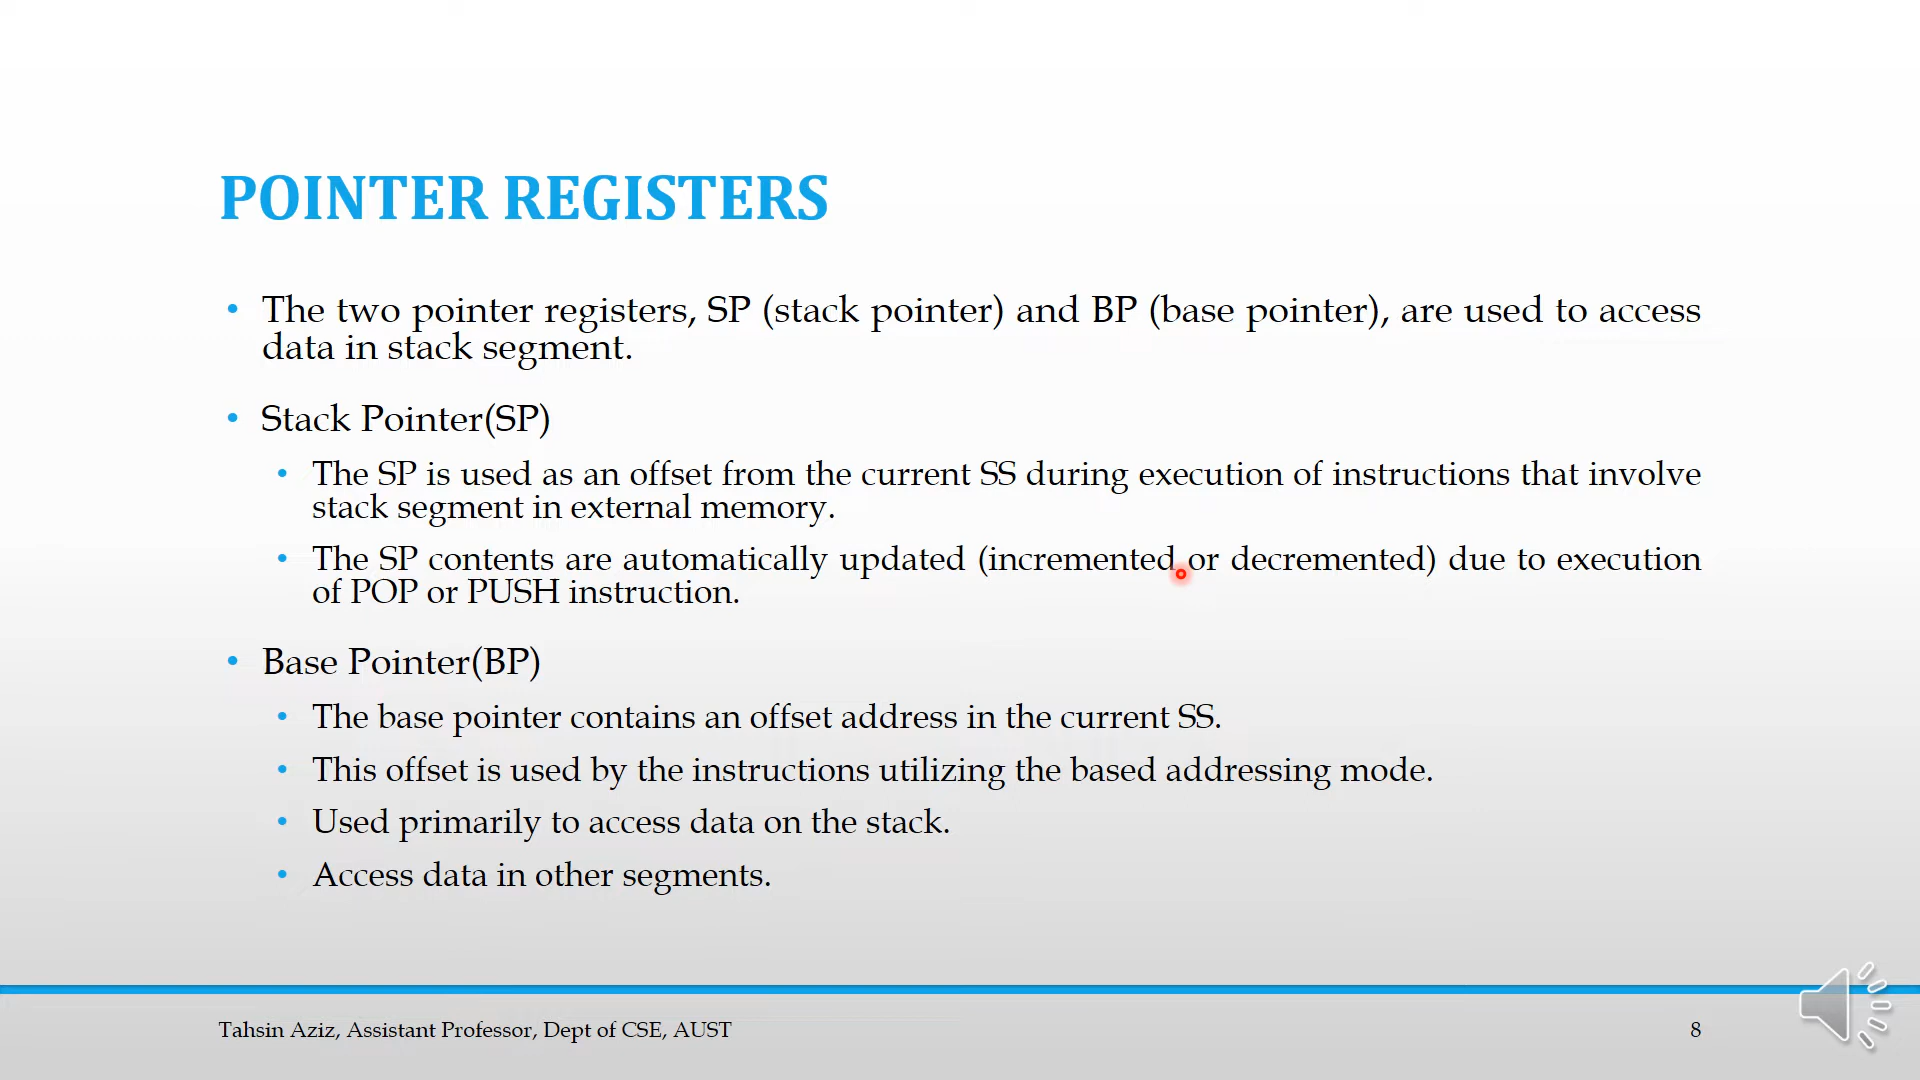 POINTER REGISTERS
• The two pointer registers, SP (stack pointer) and BP (base pointer), are used to access
data in stack segment.
• Stack Pointer(SP)
• The SP is used as an offset from the current SS during execution of instructions that involve
stack segment in external memory.
• The SP contents are automatically updated (incremented or decremented) due to execution
of POP or PUSH instruction.
• Base Pointer(BP)
• The base pointer contains an offset address in the current SS.
• This offset is used by the instructions utilizing the based addressing mode.
• Used primarily to access data on the stack.
• Access data in other segments.
Tahsin Aziz, Assistant Professor, Dept of CSE, AUST
8